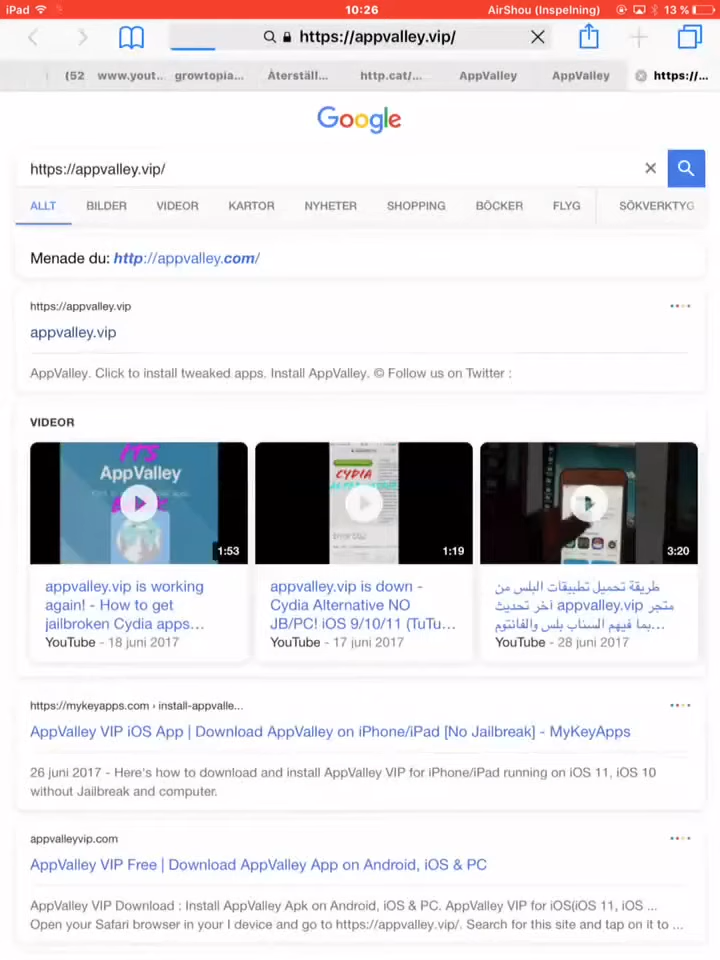 iPad 10:26 AirShou (Inspelning) 13 %
https://appvalley.vip/
(52 www.yout... growtopia... Återställ... http.cat/... AppValley AppValley https://...
Google
https://appvalley.vip/
ALLT BILDER VIDEOR KARTOR NYHETER SHOPPING BÖCKER FLYG SÖKVERKTYG
Menade du: http://appvalley.com/
https://appvalley.vip
appvalley.vip
AppValley. Click to install tweaked apps. Install AppValley. © Follow us on Twitter :
VIDEOR
ITS
AppValley
1:53
CYDIA
1:19
3:20
appvalley.vip is working
again! - How to get
jailbroken Cydia apps...
YouTube - 18 juni 2017
appvalley.vip is down -
Cydia Alternative NO
JB/PC! iOS 9/10/11 (TuTu...
YouTube - 17 juni 2017
طريقة تحميل تطبيقات البلس من
متجر appvalley.vip اخر تحديث
بما فيهم السناب بلس والفانتوم...
YouTube - 28 juni 2017
https://mykeyapps.com › install-appvalle...
AppValley VIP iOS App | Download AppValley on iPhone/iPad [No Jailbreak] - MyKeyApps
26 juni 2017 - Here's how to download and install AppValley VIP for iPhone/iPad running on iOS 11, iOS 10
without Jailbreak and computer.
appvalleyvip.com
AppValley VIP Free | Download AppValley App on Android, iOS & PC
AppValley VIP Download : Install AppValley Apk on Android, iOS & PC. AppValley VIP for iOS(iOS 11, iOS ...
Open your Safari browser in your I device and go to https://appvalley.vip/. Search for this site and tap on it to ...